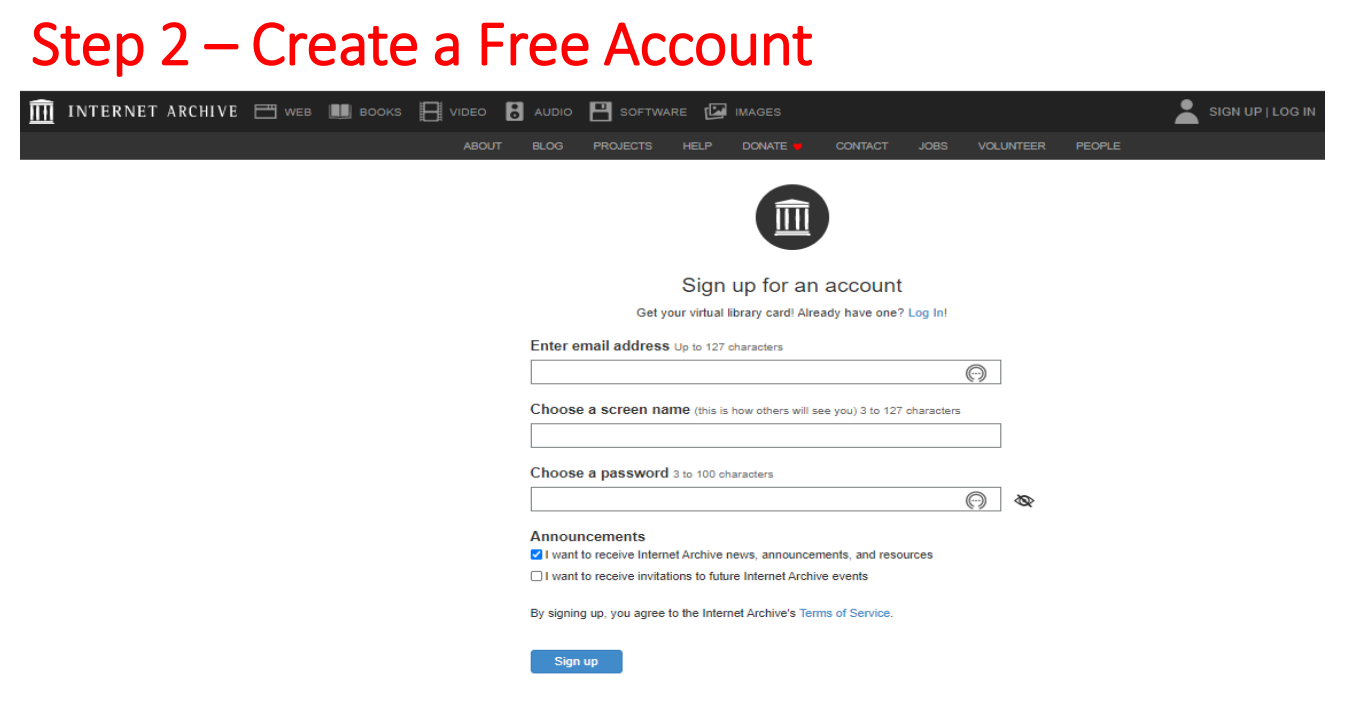 Step 2 – Create a Free Account
INTERNET ARCHIVE WEB BOOKS VIDEO AUDIO SOFTWARE IMAGES SIGN UP | LOG IN
ABOUT BLOG PROJECTS HELP DONATE CONTACT JOBS VOLUNTEER PEOPLE
Sign up for an account
Get your virtual library card! Already have one? Log In!
Enter email address Up to 127 characters
Choose a screen name (this is how others will see you) 3 to 127 characters
Choose a password 3 to 100 characters
Announcements
I want to receive Internet Archive news, announcements, and resources
I want to receive invitations to future Internet Archive events
By signing up, you agree to the Internet Archive's Terms of Service.
Sign up